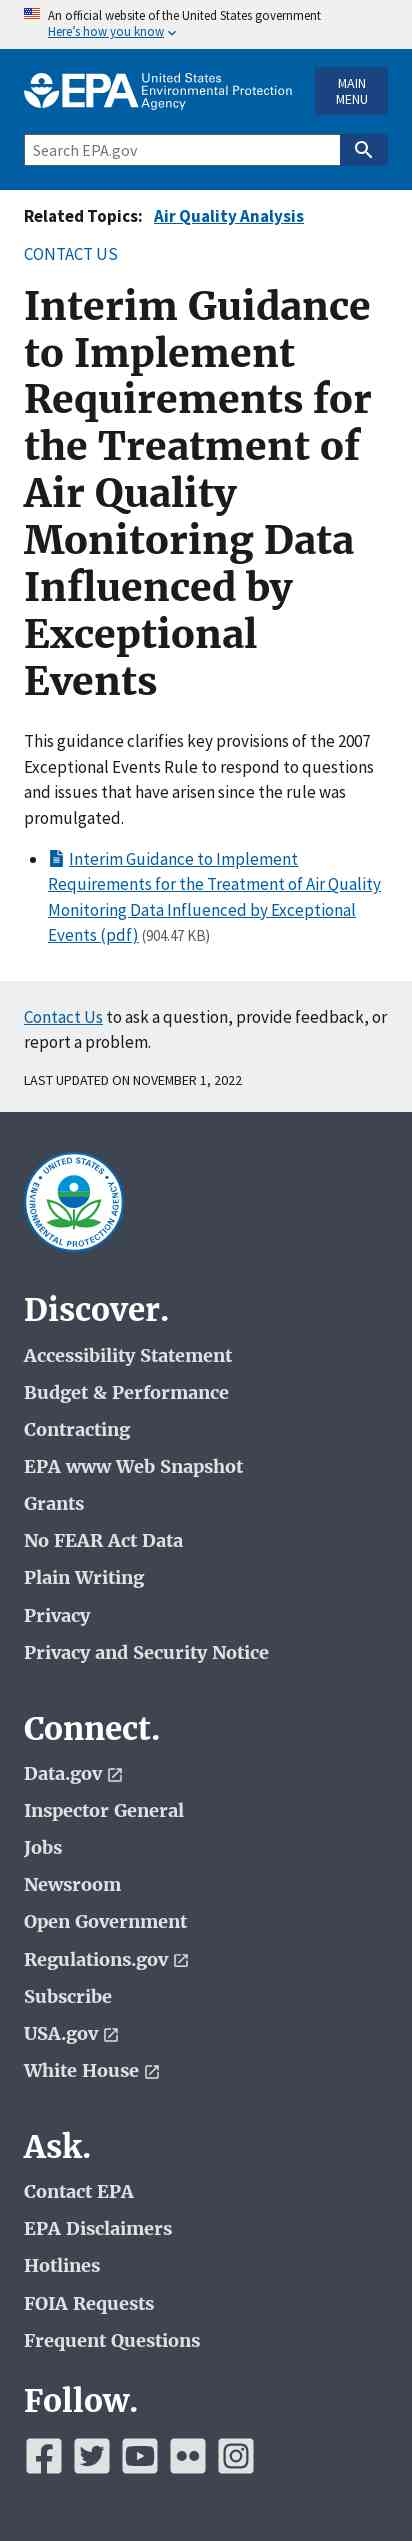 An official website of the United States government
Here's how you know
EPA United States
Environmental Protection
Agency
MAIN
MENU
Search EPA.gov
Related Topics: Air Quality Analysis
CONTACT US
Interim Guidance
to Implement
Requirements for
the Treatment of
Air Quality
Monitoring Data
Influenced by
Exceptional
Events
This guidance clarifies key provisions of the 2007
Exceptional Events Rule to respond to questions
and issues that have arisen since the rule was
promulgated.
Interim Guidance to Implement
Requirements for the Treatment of Air Quality
Monitoring Data Influenced by Exceptional
Events (pdf) (904.47 KB)
Contact Us to ask a question, provide feedback, or
report a problem.
LAST UPDATED ON NOVEMBER 1, 2022
UNITED STATES
ENVIRONMENTAL PROTECTION AGENCY
Discover.
Accessibility Statement
Budget & Performance
Contracting
EPA www Web Snapshot
Grants
No FEAR Act Data
Plain Writing
Privacy
Privacy and Security Notice
Connect.
Data.gov
Inspector General
Jobs
Newsroom
Open Government
Regulations.gov
Subscribe
USA.gov
White House
Ask.
Contact EPA
EPA Disclaimers
Hotlines
FOIA Requests
Frequent Questions
Follow.